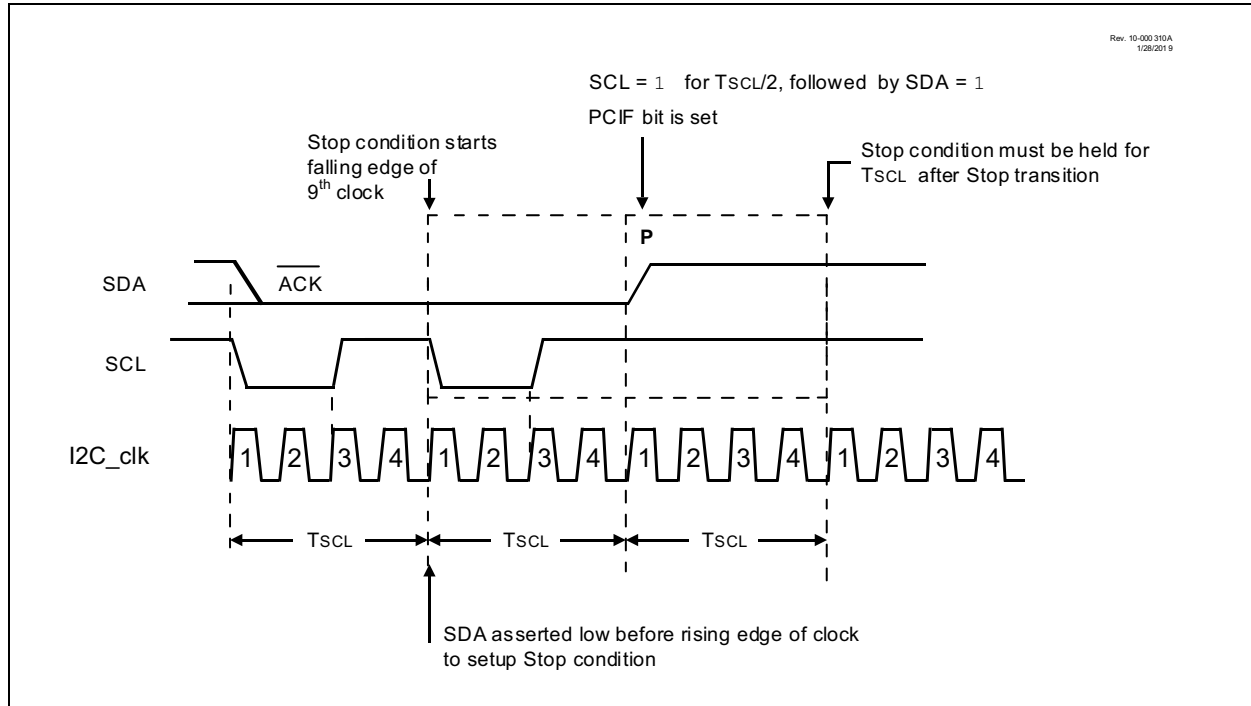 Rev. 10-000 310A
1/28/201 9
SCL = 1 for TSCL/2, followed by SDA = 1
PCIF bit is set
Stop condition starts
falling edge of
9th clock
Stop condition must be held for
TSCL after Stop transition
P
SDA
ACK
SCL
I2C_clk
1 2 3 4 1 2 3 4 1 2 3 4 1 2 3 4
TSCL TSCL TSCL
SDA asserted low before rising edge of clock
to setup Stop condition